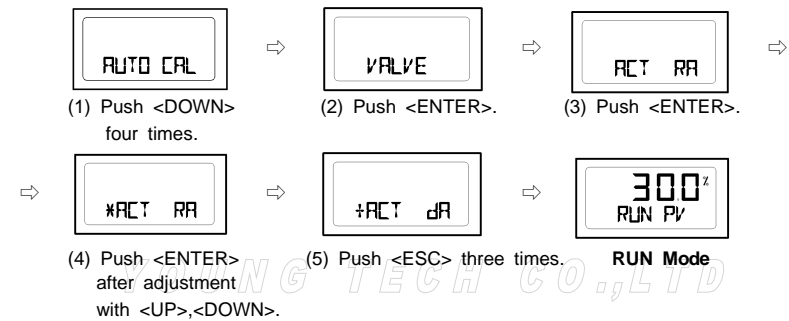 AUTO CAL
⇨
VALVE
⇨
ACT RA
⇨
(1) Push <DOWN>
four times.
(2) Push <ENTER>.
(3) Push <ENTER>.
⇨
*ACT RA
⇨
÷ACT dA
⇨
30.0%
RUN PV
(4) Push <ENTER>
after adjustment
with <UP>,<DOWN>.
(5) Push <ESC> three times.
RUN Mode
YOUNG TECH CO.,LTD